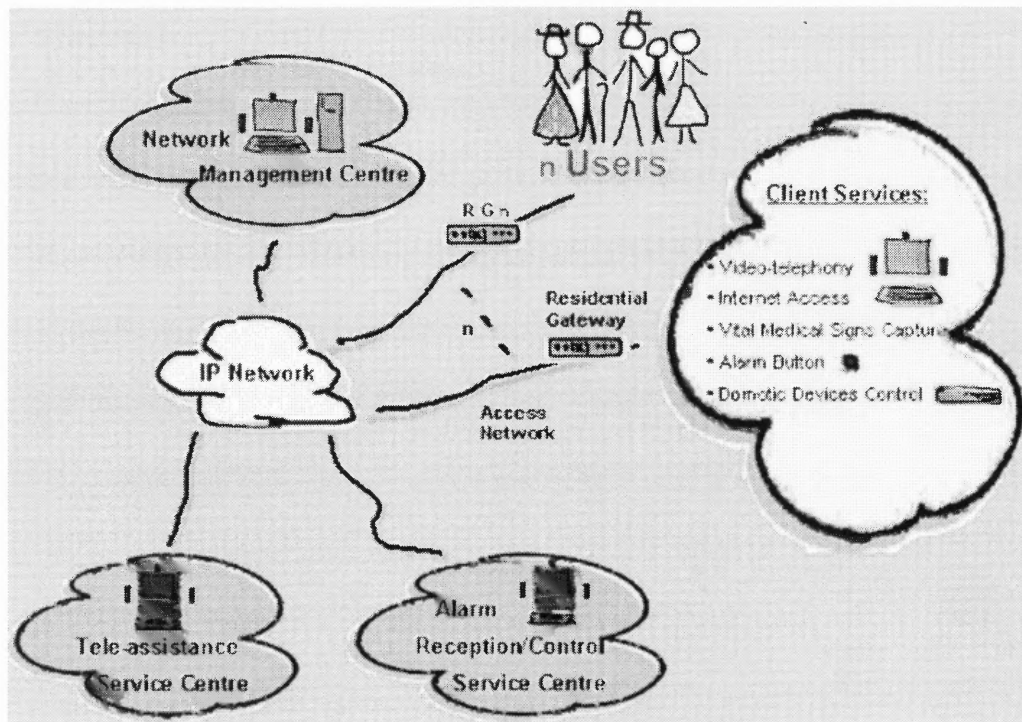 Network
Management Centre
n Users
R G n
n
Residential
Gateway
Access
Network
IP Network
Client Services:
• Video-telephony
• Internet Access
• Vital Medical Signs Capture
• Alarm Button
• Domotic Devices Control
Tele-assistance
Service Centre
Alarm
Reception/Control
Service Centre